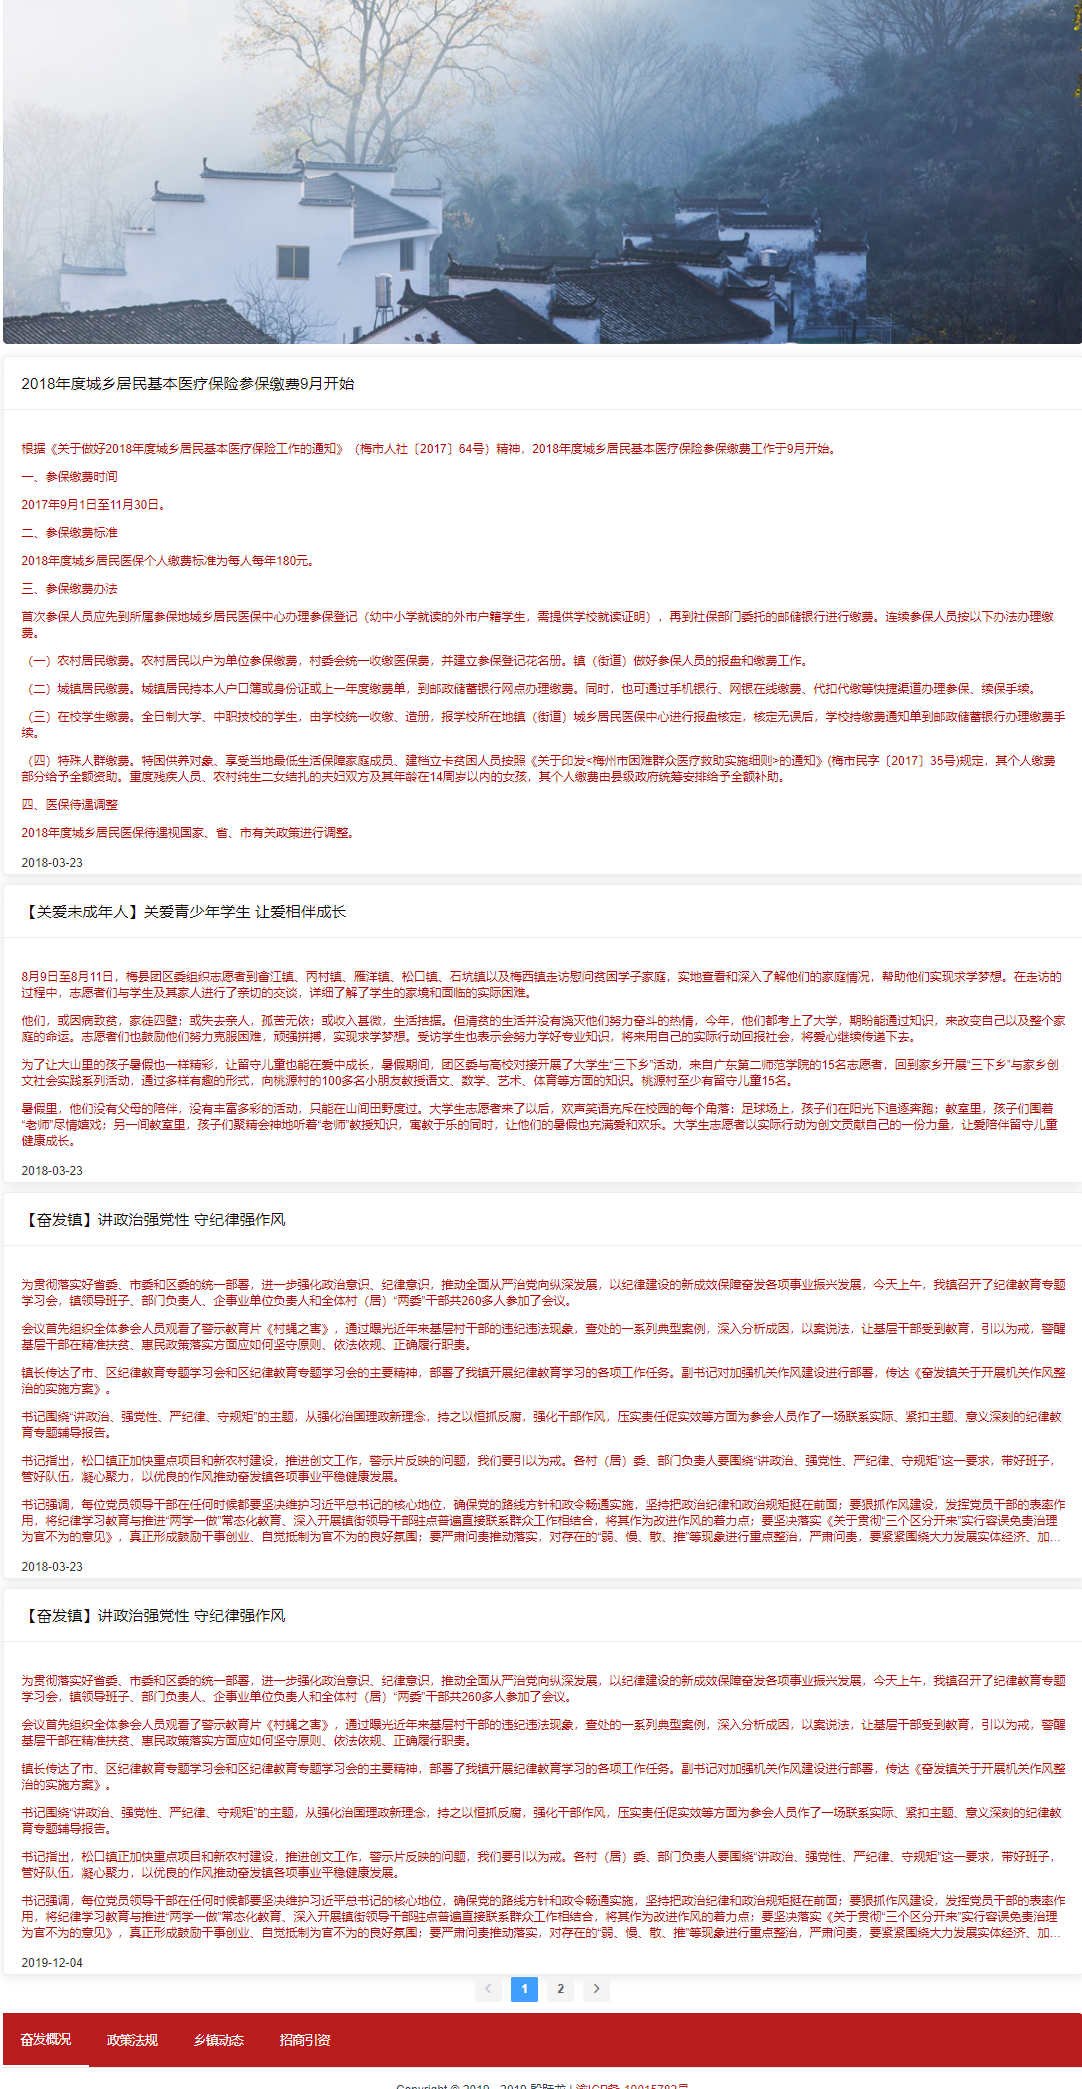 2018年度城乡居民基本医疗保险参保缴费9月开始
根据《关于做好2018年度城乡居民基本医疗保险工作的通知》（梅市人社〔2017〕64号）精神，2018年度城乡居民基本医疗保险参保缴费工作于9月开始。
一、参保缴费时间
2017年9月1日至11月30日。
二、参保缴费标准
2018年度城乡居民医保个人缴费标准为每人每年180元。
三、参保缴费办法
首次参保人员应先到所属参保地城乡居民医保中心办理参保登记（幼中小学就读的外市户籍学生，需提供学校就读证明），再到社保部门委托的邮储银行进行缴费。连续参保人员按以下办法办理缴
费。
（一）农村居民缴费。农村居民以户为单位参保缴费，村委会统一收缴医保费，并建立参保登记花名册。镇（街道）做好参保人员的报盘和缴费工作。
（二）城镇居民缴费。城镇居民持本人户口簿或身份证或上一年度缴费单，到邮政储蓄银行网点办理缴费。同时，也可通过手机银行、网银在线缴费、代扣代缴等快捷渠道办理参保、续保手续。
（三）在校学生缴费。全日制大学、中职技校的学生，由学校统一收缴、造册，报学校所在地镇（街道）城乡居民医保中心进行报盘核定，核定无误后，学校持缴费通知单到邮政储蓄银行办理缴费手
续。
（四）特殊人群缴费。特困供养对象、享受当地最低生活保障家庭成员、建档立卡贫困人员按照《关于印发<梅州市困难群众医疗救助实施细则>的通知》(梅市民字〔2017〕35号)规定，其个人缴费
部分给予全额资助。重度残疾人员、农村纯生二女结扎的夫妇双方及其年龄在14周岁以内的女孩，其个人缴费由县级政府统筹安排给予全额补助。
四、医保待遇调整
2018年度城乡居民医保待遇视国家、省、市有关政策进行调整。
2018-03-23
【关爱未成年人】关爱青少年学生 让爱相伴成长
8月9日至8月11日，梅县团区委组织志愿者到畲江镇、丙村镇、雁洋镇、松口镇、石坑镇以及梅西镇走访慰问贫困学子家庭，实地查看和深入了解他们的家庭情况，帮助他们实现求学梦想。在走访的
过程中，志愿者们与学生及其家人进行了亲切的交谈，详细了解了学生的家境和面临的实际困难。
他们，或因病致贫，家徒四壁；或失去亲人，孤苦无依；或收入甚微，生活拮据。但清贫的生活并没有浇灭他们努力奋斗的热情，今年，他们都考上了大学，期盼能通过知识，来改变自己以及整个家
庭的命运。志愿者们也鼓励他们努力克服困难，顽强拼搏，实现求学梦想。受访学生也表示会努力学好专业知识，将来用自己的实际行动回报社会，将爱心继续传递下去。
为了让大山里的孩子暑假也一样精彩，让留守儿童也能在爱中成长，暑假期间，团区委与高校对接开展了大学生“三下乡”活动，来自广东第二师范学院的15名志愿者，回到家乡开展“三下乡”与家乡创
文社会实践系列活动，通过多样有趣的形式，向桃源村的100多名小朋友教授语文、数学、艺术、体育等方面的知识。桃源村至少有留守儿童15名。
暑假里，他们没有父母的陪伴，没有丰富多彩的活动，只能在山间田野度过。大学生志愿者来了以后，欢声笑语充斥在校园的每个角落；足球场上，孩子们在阳光下追逐奔跑；教室里，孩子们围着
“老师”尽情嬉戏；另一间教室里，孩子们聚精会神地听着“老师”教授知识，寓教于乐的同时，让他们的暑假也充满爱和欢乐。大学生志愿者以实际行动为创文贡献自己的一份力量，让爱陪伴留守儿童
健康成长。
2018-03-23
【奋发镇】讲政治强党性 守纪律强作风
为贯彻落实好省委、市委和区委的统一部署，进一步强化政治意识、纪律意识，推动全面从严治党向纵深发展，以纪律建设的新成效保障奋发各项事业振兴发展，今天上午，我镇召开了纪律教育专题
学习会，镇领导班子、部门负责人、企事业单位负责人和全体村（居）“两委”干部共260多人参加了会议。
会议首先组织全体参会人员观看了警示教育片《村蝇之害》，通过曝光近年来基层村干部的违纪违法现象，查处的一系列典型案例，深入分析成因，以案说法，让基层干部受到教育，引以为戒，警醒
基层干部在精准扶贫、惠民政策落实方面应如何坚守原则、依法依规、正确履行职责。
镇长传达了市、区纪律教育专题学习会和区纪律教育专题学习会的主要精神，部署了我镇开展纪律教育学习的各项工作任务。副书记对加强机关作风建设进行部署，传达《奋发镇关于开展机关作风整
治的实施方案》。
书记围绕“讲政治、强党性、严纪律、守规矩”的主题，从强化治国理政新理念，持之以恒抓反腐，强化干部作风，压实责任促实效等方面为参会人员作了一场联系实际、紧扣主题、意义深刻的纪律教
育专题辅导报告。
书记指出，松口镇正加快重点项目和新农村建设，推进创文工作，警示片反映的问题，我们要引以为戒。各村（居）委、部门负责人要围绕“讲政治、强党性、严纪律、守规矩”这一要求，带好班子，
管好队伍，凝心聚力，以优良的作风推动奋发镇各项事业平稳健康发展。
书记强调，每位党员领导干部在任何时候都要坚决维护习近平总书记的核心地位，确保党的路线方针和政令畅通实施，坚持把政治纪律和政治规矩挺在前面；要狠抓作风建设，发挥党员干部的表率作
用，将纪律学习教育与推进“两学一做”常态化教育、深入开展镇街领导干部驻点普遍直接联系群众工作相结合，将其作为改进作风的着力点；要坚决落实《关于贯彻“三个区分开来”实行容误免责治理
为官不为的意见》，真正形成鼓励干事创业、自觉抵制为官不为的良好氛围；要严肃问责推动落实，对存在的“弱、慢、散、推”等现象进行重点整治，严肃问责，要紧紧围绕大力发展实体经济、加...
2018-03-23
【奋发镇】讲政治强党性 守纪律强作风
为贯彻落实好省委、市委和区委的统一部署，进一步强化政治意识、纪律意识，推动全面从严治党向纵深发展，以纪律建设的新成效保障奋发各项事业振兴发展，今天上午，我镇召开了纪律教育专题
学习会，镇领导班子、部门负责人、企事业单位负责人和全体村（居）“两委”干部共260多人参加了会议。
会议首先组织全体参会人员观看了警示教育片《村蝇之害》，通过曝光近年来基层村干部的违纪违法现象，查处的一系列典型案例，深入分析成因，以案说法，让基层干部受到教育，引以为戒，警醒
基层干部在精准扶贫、惠民政策落实方面应如何坚守原则、依法依规、正确履行职责。
镇长传达了市、区纪律教育专题学习会和区纪律教育专题学习会的主要精神，部署了我镇开展纪律教育学习的各项工作任务。副书记对加强机关作风建设进行部署，传达《奋发镇关于开展机关作风整
治的实施方案》。
书记围绕“讲政治、强党性、严纪律、守规矩”的主题，从强化治国理政新理念，持之以恒抓反腐，强化干部作风，压实责任促实效等方面为参会人员作了一场联系实际、紧扣主题、意义深刻的纪律教
育专题辅导报告。
书记指出，松口镇正加快重点项目和新农村建设，推进创文工作，警示片反映的问题，我们要引以为戒。各村（居）委、部门负责人要围绕“讲政治、强党性、严纪律、守规矩”这一要求，带好班子，
管好队伍，凝心聚力，以优良的作风推动奋发镇各项事业平稳健康发展。
书记强调，每位党员领导干部在任何时候都要坚决维护习近平总书记的核心地位，确保党的路线方针和政令畅通实施，坚持把政治纪律和政治规矩挺在前面；要狠抓作风建设，发挥党员干部的表率作
用，将纪律学习教育与推进“两学一做”常态化教育、深入开展镇街领导干部驻点普遍直接联系群众工作相结合，将其作为改进作风的着力点；要坚决落实《关于贯彻“三个区分开来”实行容误免责治理
为官不为的意见》，真正形成鼓励干事创业、自觉抵制为官不为的良好氛围；要严肃问责推动落实，对存在的“弱、慢、散、推”等现象进行重点整治，严肃问责，要紧紧围绕大力发展实体经济、加...
2019-12-04
1 2
奋发概况 政策法规 乡镇动态 招商引资
Copyright © 2019 - 2019